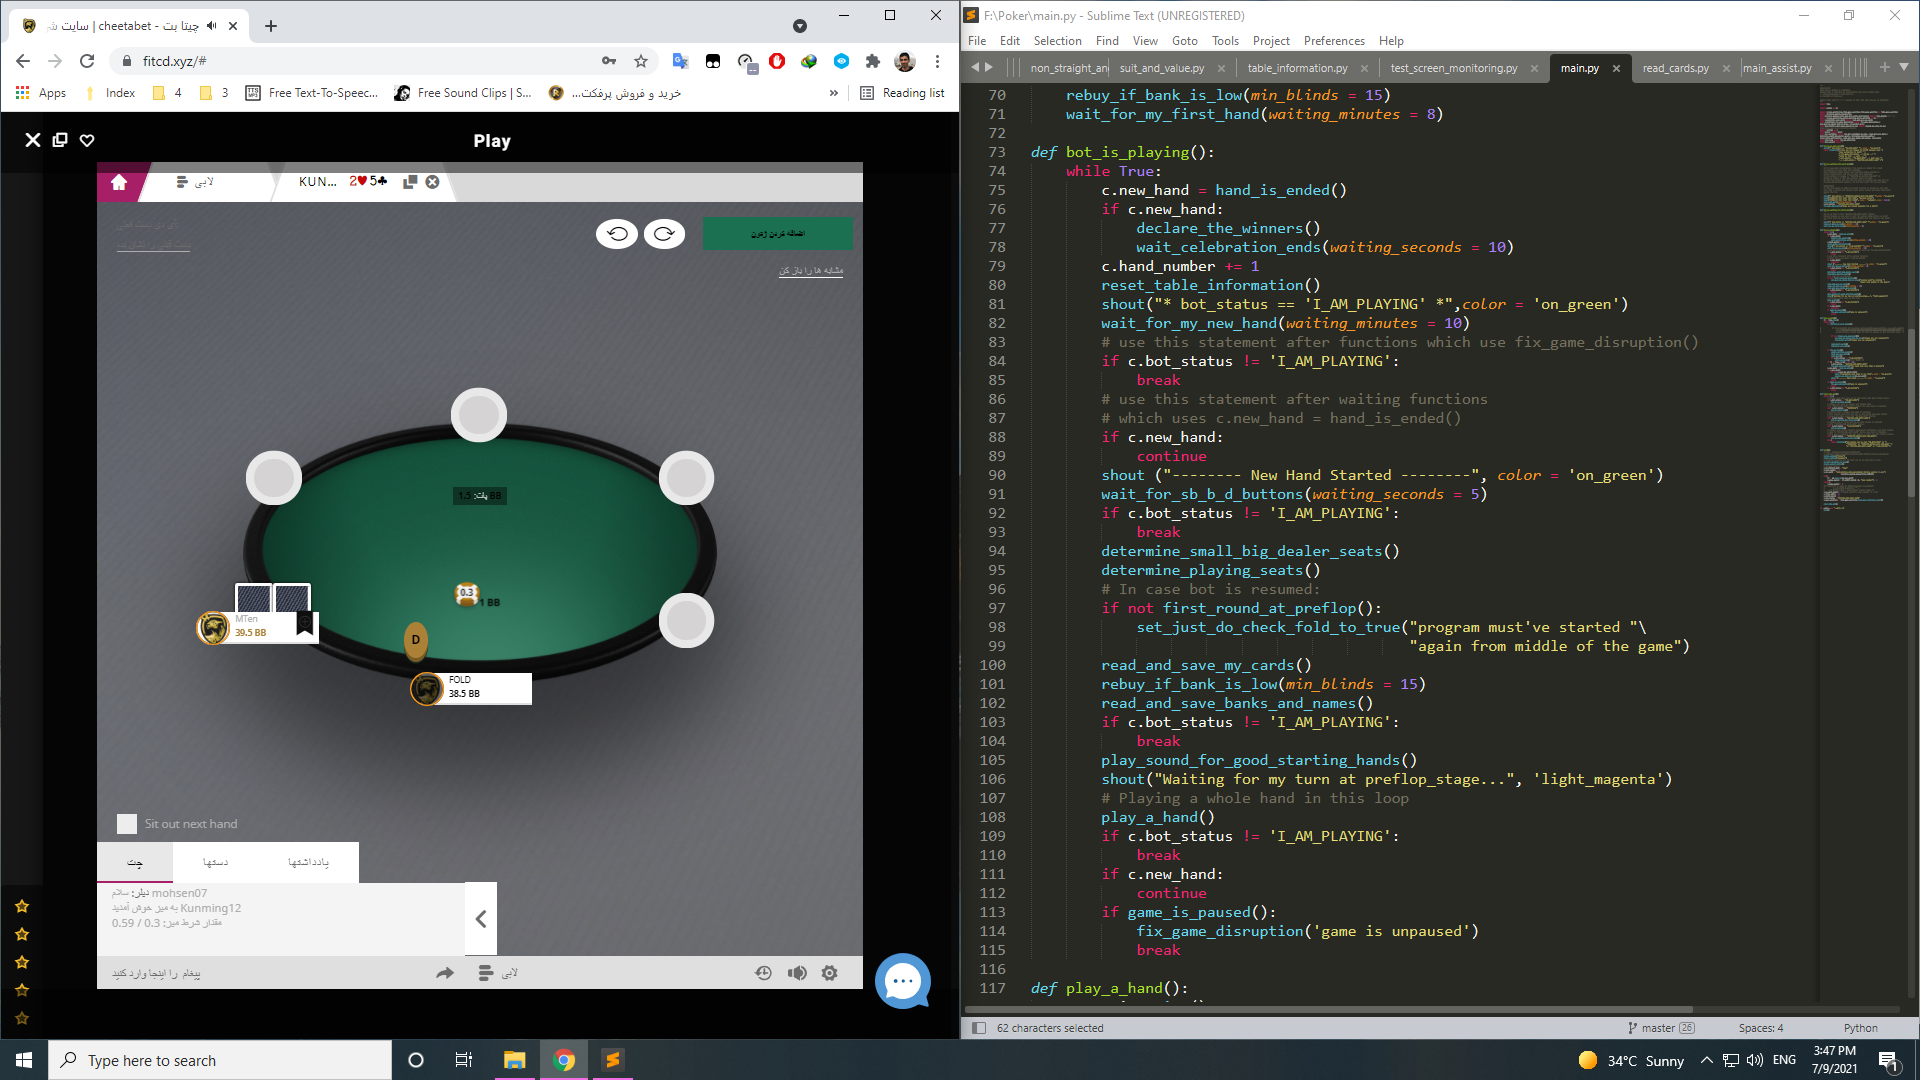 چیتا بت - cheetabet | سایت
fitcd.xyz/#
Apps
Index
4
3
Free Text-To-Speec...
Free Sound Clips | S...
خرید و فروش پرفکت...
»
Reading list
Play
لابی
KUN... 2♥5♣
اضافه کردن ژتون
مشابه ها را باز کن
پات: 1.5 BB
0.3
1 BB
MTen
39.5 BB
D
FOLD
38.5 BB
Sit out next hand
چت
دستها
یادداشتها
دیلر: سلام mohsen07
به میز خوش آمدید Kunming12
مقدار شرط میز: 0.3 / 0.59
پیغام را اینجا وارد کنید
لابی
F:\Poker\main.py - Sublime Text (UNREGISTERED)
File Edit Selection Find View Goto Tools Project Preferences Help
non_straight_an
suit_and_value.py
table_information.py
test_screen_monitoring.py
main.py
read_cards.py
main_assist.py
70 rebuy_if_bank_is_low(min_blinds = 15)
71 wait_for_my_first_hand(waiting_minutes = 8)
72
73 def bot_is_playing():
74 while True:
75 c.new_hand = hand_is_ended()
76 if c.new_hand:
77 declare_the_winners()
78 wait_celebration_ends(waiting_seconds = 10)
79 c.hand_number += 1
80 reset_table_information()
81 shout("* bot_status == 'I_AM_PLAYING' *",color = 'on_green')
82 wait_for_my_new_hand(waiting_minutes = 10)
83 # use this statement after functions which use fix_game_disruption()
84 if c.bot_status != 'I_AM_PLAYING':
85 break
86 # use this statement after waiting functions
87 # which uses c.new_hand = hand_is_ended()
88 if c.new_hand:
89 continue
90 shout ("-------- New Hand Started --------", color = 'on_green')
91 wait_for_sb_b_d_buttons(waiting_seconds = 5)
92 if c.bot_status != 'I_AM_PLAYING':
93 break
94 determine_small_big_dealer_seats()
95 determine_playing_seats()
96 # In case bot is resumed:
97 if not first_round_at_preflop():
98 set_just_do_check_fold_to_true("program must've started "\
99 "again from middle of the game")
100 read_and_save_my_cards()
101 rebuy_if_bank_is_low(min_blinds = 15)
102 read_and_save_banks_and_names()
103 if c.bot_status != 'I_AM_PLAYING':
104 break
105 play_sound_for_good_starting_hands()
106 shout("Waiting for my turn at preflop_stage...", 'light_magenta')
107 # Playing a whole hand in this loop
108 play_a_hand()
109 if c.bot_status != 'I_AM_PLAYING':
110 break
111 if c.new_hand:
112 continue
113 if game_is_paused():
114 fix_game_disruption('game is unpaused')
115 break
116
117 def play_a_hand():
62 characters selected
master 26
Spaces: 4
Python
Type here to search
34°C Sunny
ENG
3:47 PM
7/9/2021
1